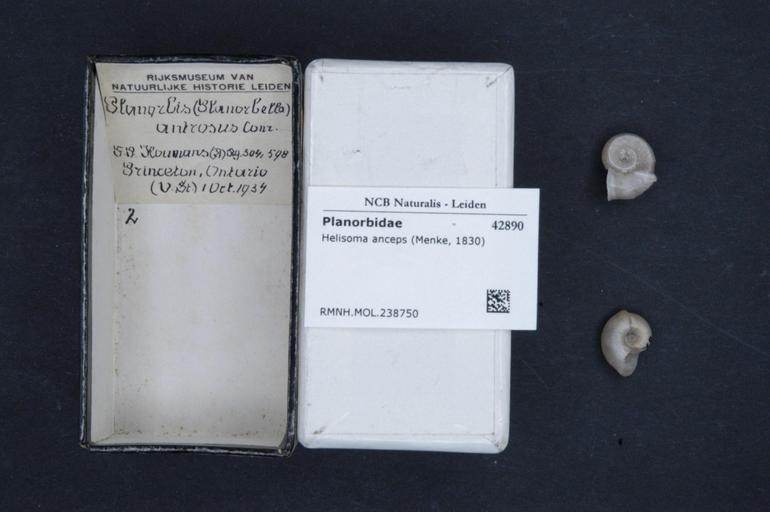 RIJKSMUSEUM VAN
NATUURLIJKE HISTORIE LEIDEN
Planorbis (Planorbella)
antrosus Conr.
Princeton, Ontario
(V.St) 1 Oct. 1934
2
NCB Naturalis - Leiden
Planorbidae 42890
Helisoma anceps (Menke, 1830)
RMNH.MOL.238750